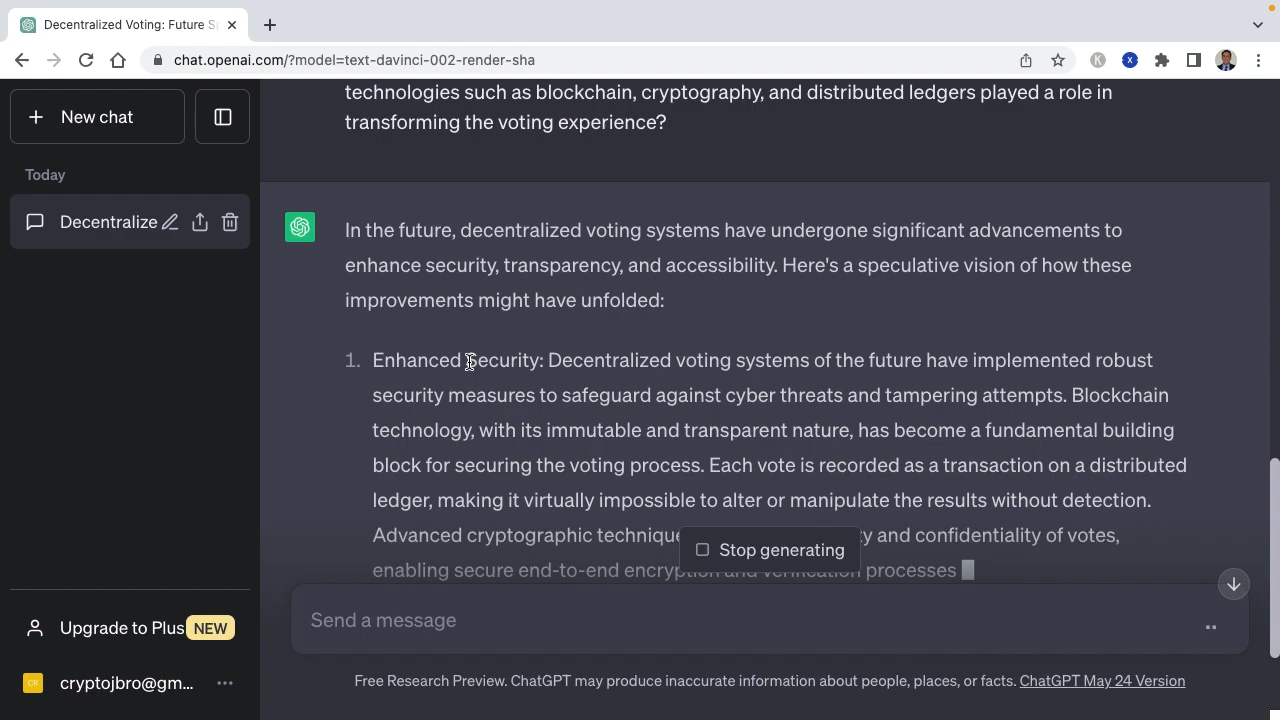 Decentralized Voting: Future S
chat.openai.com/?model=text-davinci-002-render-sha
K
X
New chat
Today
Decentralize
technologies such as blockchain, cryptography, and distributed ledgers played a role in
transforming the voting experience?
In the future, decentralized voting systems have undergone significant advancements to
enhance security, transparency, and accessibility. Here's a speculative vision of how these
improvements might have unfolded:
1. Enhanced Security: Decentralized voting systems of the future have implemented robust
security measures to safeguard against cyber threats and tampering attempts. Blockchain
technology, with its immutable and transparent nature, has become a fundamental building
block for securing the voting process. Each vote is recorded as a transaction on a distributed
ledger, making it virtually impossible to alter or manipulate the results without detection.
Advanced cryptographic and confidentiality of votes,
enabling secure end-to-end encryption and verification processes
Stop generating
Send a message
Upgrade to Plus NEW
CR
cryptojbro@gm...
Free Research Preview. ChatGPT may produce inaccurate information about people, places, or facts. ChatGPT May 24 Version